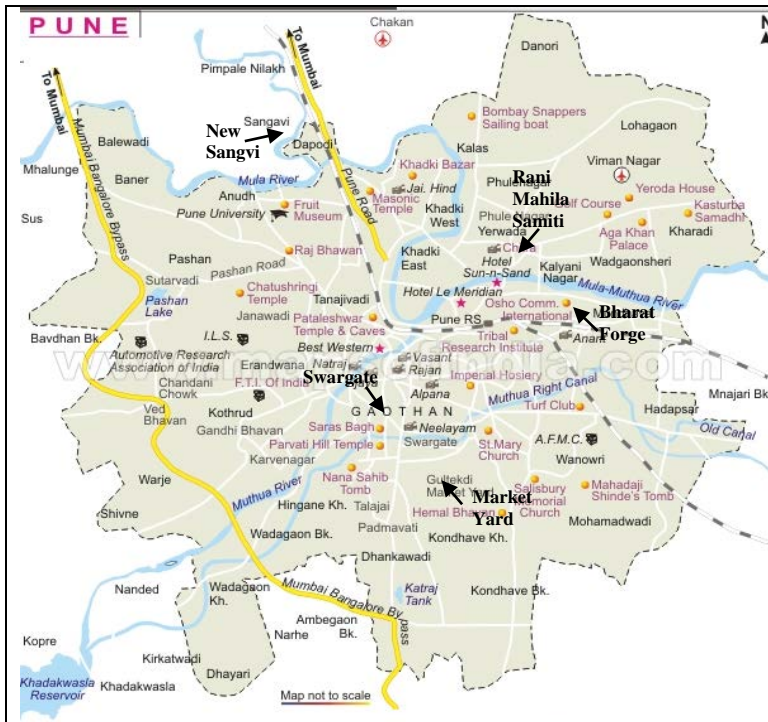 PUNE
Chakan
N
To Mumbai
To Mumbai
Danori
Pimpale Nilakh
Mumbai Bangalore Bypass
Sangavi
New
Sangvi
Dapodi
Bombay Snappers
Sailing boat
Lohagaon
Balewadi
Kalas
Mhalunge
Baner
Mula River
Pune Road
Khadki Bazar
Viman Nagar
Rani
Mahila
Samiti
Phulenagar
Anudh
Jai. Hind
Masonic
Temple
Yeroda House
Golf Course
Kasturba
Samadhi
Sus
Pune University
Fruit
Museum
Khadki
West
Phule Nagar
Yerwada
Aga Khan
Palace
Kharadi
Raj Bhawan
Khadki
East
Hotel
Sun-n-Sand
Kalyani
Nagar
Wadgaonsheri
Pashan
Pashan Road
Sutarvadi
Pashan
Lake
Chatushringi
Temple
Tanajivadi
Hotel Le Meridian
Mula-Muthua River
Osho Comm.
International
Bharat
Forge
Janawadi
Pataleshwar
Temple & Caves
Pune RS
Tribal
Research Institute
Bavdhan Bk.
I.L.S.
Automotive Research
Association of India
Best Western
Vasant
Rajan
Natraj
Erandwana
Swargate
Chandani
Chowk
F.T.I. Of India
Alpana
Imperial Hosiery
Muthua Right Canal
Mnajari Bk
Kothrud
Ved
Bhavan
GAOTHAN
Turf Club
Hadapsar
Gandhi Bhavan
Saras Bagh
Neelayam
Old Canal
Parvati Hill Temple
Swargate
St.Mary
Church
A.F.M.C.
Wanowri
Karvenagar
Warje
Muthua River
Nana Sahib
Tomb
Gultekdi
Market Yard
Market
Yard
Salisbury
Memorial
Church
Mahadaji
Shinde's Tomb
Shivne
Hingane Kh.
Talajai
Hemal Bhavan
Mohamadwadi
Wadagaon Bk.
Padmavati
Kondhave Kh.
Dhankawadi
Nanded
Wadagaon
Kh.
Mumbai Bangalore By pass
Katraj
Tank
Kondhave Bk.
Ambegaon
Bk.
Kopre
Narhe
Kirkatwadi
Dhayari
Khadakwasla
Reservoir
Khadakwasla
Map not to scale